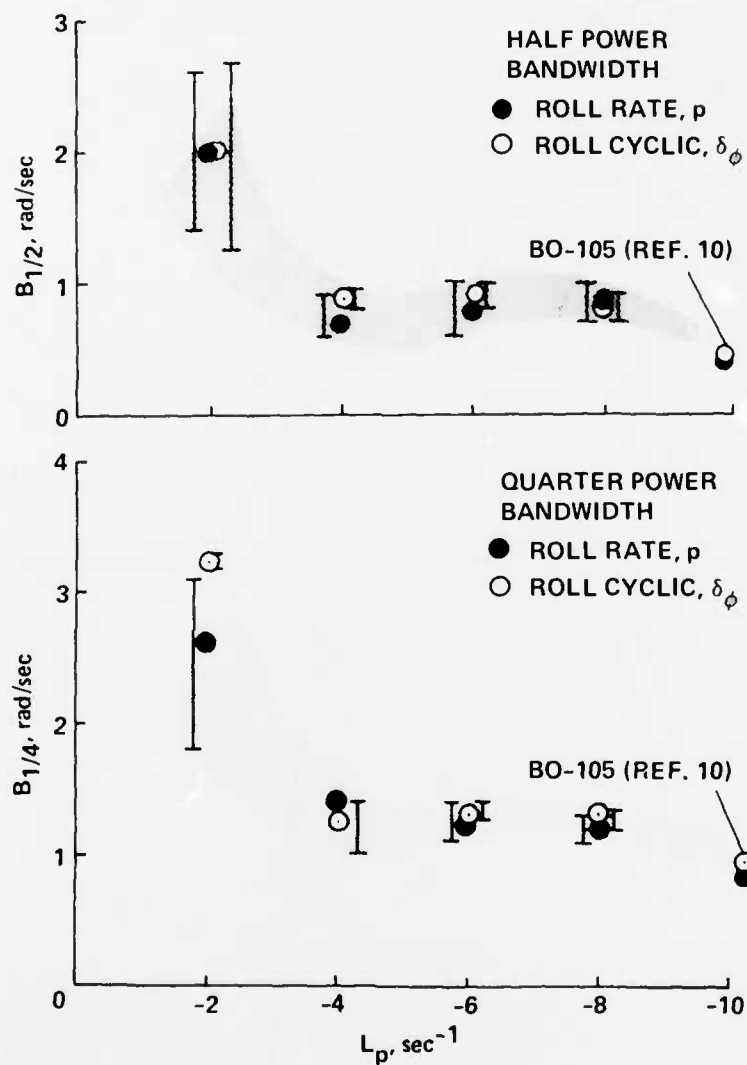 3
2
1
0
B1/2, rad/sec
HALF POWER
BANDWIDTH
● ROLL RATE, p
○ ROLL CYCLIC, δφ
BO-105 (REF. 10)
4
3
2
1
0
B1/4, rad/sec
QUARTER POWER
BANDWIDTH
● ROLL RATE, p
○ ROLL CYCLIC, δφ
BO-105 (REF. 10)
-2 -4 -6 -8 -10
Lp, sec-1